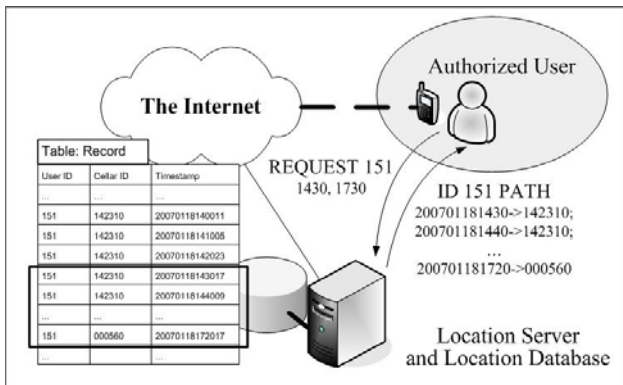 The Internet
Authorized User
Table: Record
User ID Cellar ID Timestamp
... ... ...
151 142310 20070118140011
151 142310 20070118141005
151 142310 20070118142023
151 142310 20070118143017
151 142310 20070118144009
... ... ...
151 000560 20070118172017
...
REQUEST 151
1430, 1730
ID 151 PATH
200701181430->142310;
200701181440->142310;
...
200701181720->000560
Location Server
and Location Database